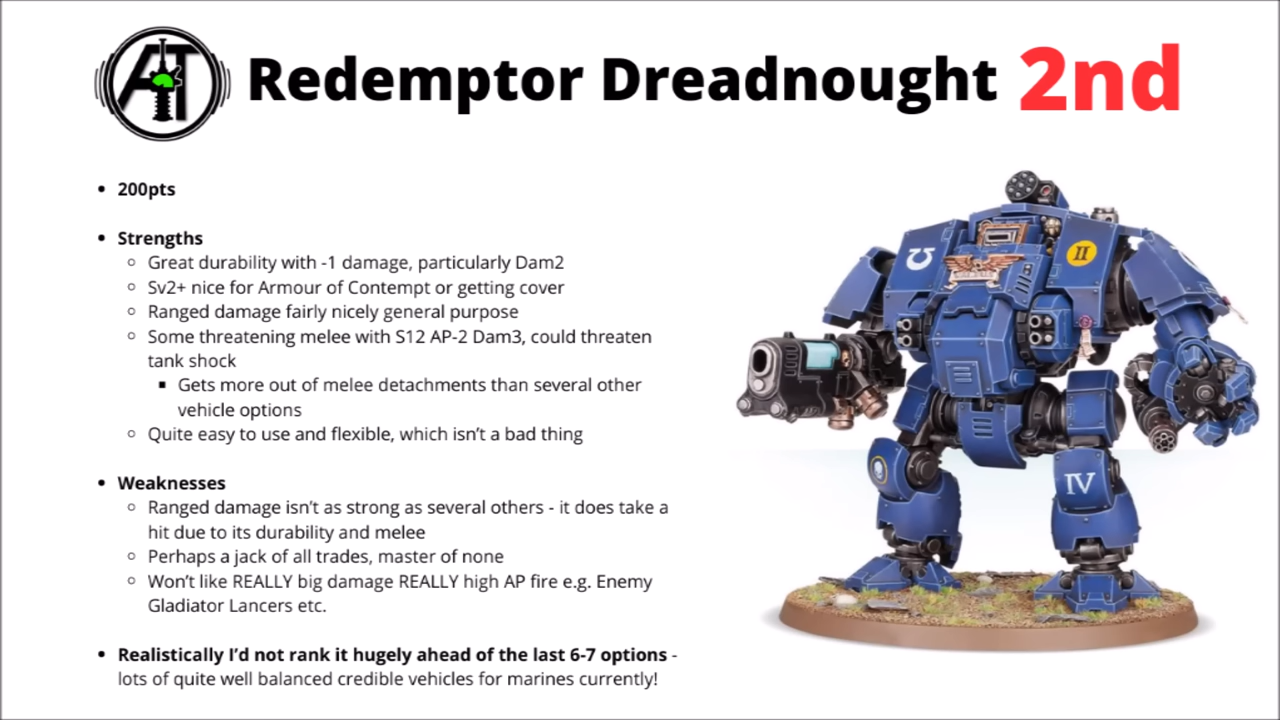 AT
Redemptor Dreadnought 2nd
• 200pts
• Strengths
◦ Great durability with -1 damage, particularly Dam2
◦ Sv2+ nice for Armour of Contempt or getting cover
◦ Ranged damage fairly nicely general purpose
◦ Some threatening melee with S12 AP-2 Dam3, could threaten
tank shock
▪ Gets more out of melee detachments than several other
vehicle options
◦ Quite easy to use and flexible, which isn't a bad thing
• Weaknesses
◦ Ranged damage isn't as strong as several others - it does take a
hit due to its durability and melee
◦ Perhaps a jack of all trades, master of none
◦ Won't like REALLY big damage REALLY high AP fire e.g. Enemy
Gladiator Lancers etc.
• Realistically I'd not rank it hugely ahead of the last 6-7 options -
lots of quite well balanced credible vehicles for marines currently!
II
IV